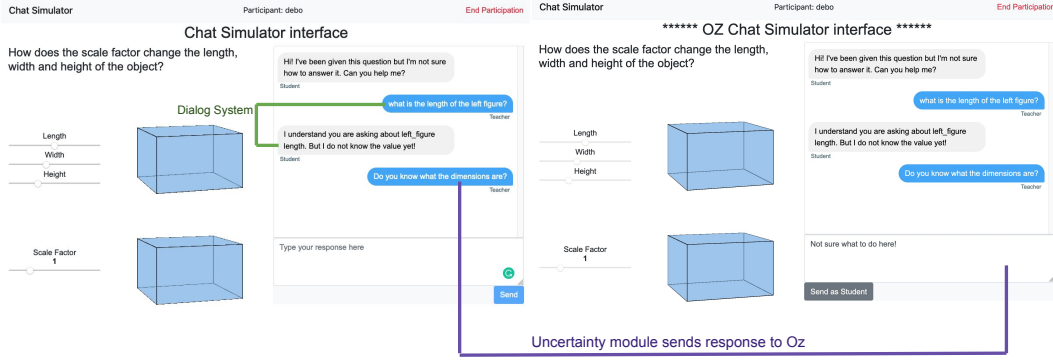 Chat Simulator
Participant: debo
End Participation
Chat Simulator interface
How does the scale factor change the length,
width and height of the object?
Hi! I've been given this question but I'm not sure
how to answer it. Can you help me?
Student
what is the length of the left figure?
Teacher
Dialog System
I understand you are asking about left_figure
length. But I do not know the value yet!
Student
Do you know what the dimensions are?
Teacher
Length
Width
Height
Scale Factor
1
Type your response here
Send
Chat Simulator
Participant: debo
End Participation
****** OZ Chat Simulator interface ******
How does the scale factor change the length,
width and height of the object?
Hi! I've been given this question but I'm not sure
how to answer it. Can you help me?
Student
what is the length of the left figure?
Teacher
I understand you are asking about left_figure
length. But I do not know the value yet!
Student
Do you know what the dimensions are?
Teacher
Length
Width
Height
Scale Factor
1
Not sure what to do here!
Send as Student
Uncertainty module sends response to Oz